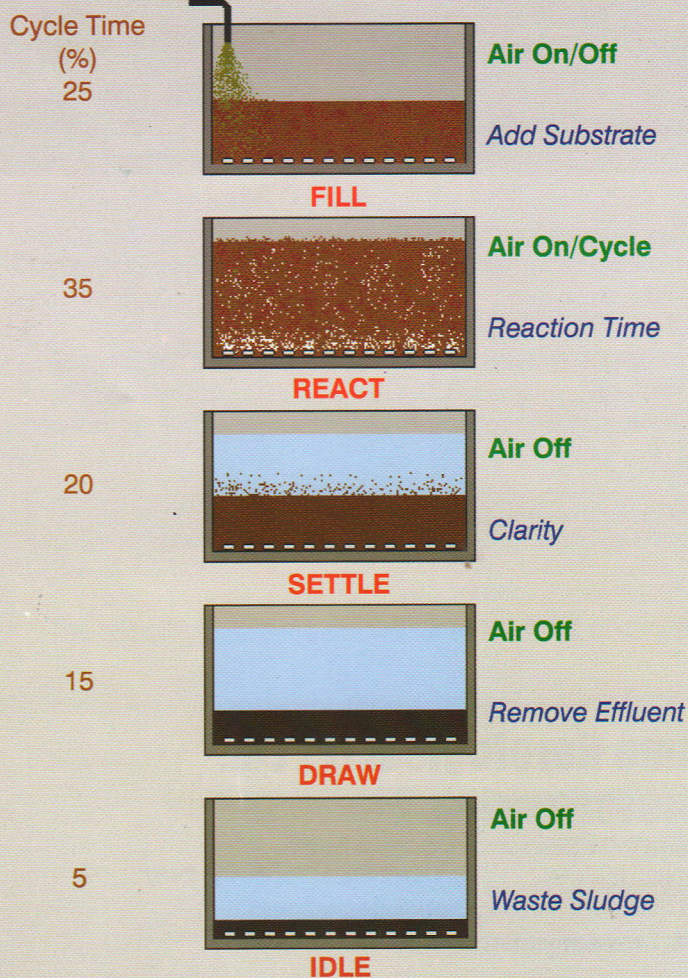 Cycle Time
(%)
25
Air On/Off
Add Substrate
FILL
35
Air On/Cycle
Reaction Time
REACT
20
Air Off
Clarity
SETTLE
15
Air Off
Remove Effluent
DRAW
5
Air Off
Waste Sludge
IDLE